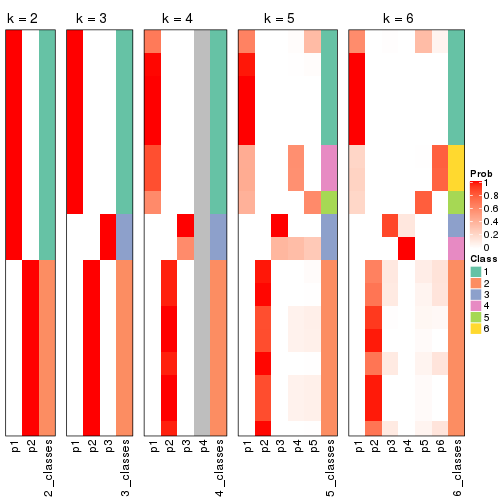 k = 2
k = 3
k = 4
k = 5
k = 6
Prob
1
0.8
0.6
0.4
0.2
0
Class
1
2
3
4
5
6
p1
p2
2_classes
p1
p2
p3
3_classes
p1
p2
p3
p4
4_classes
p1
p2
p3
p4
p5
5_classes
p1
p2
p3
p4
p5
p6
6_classes